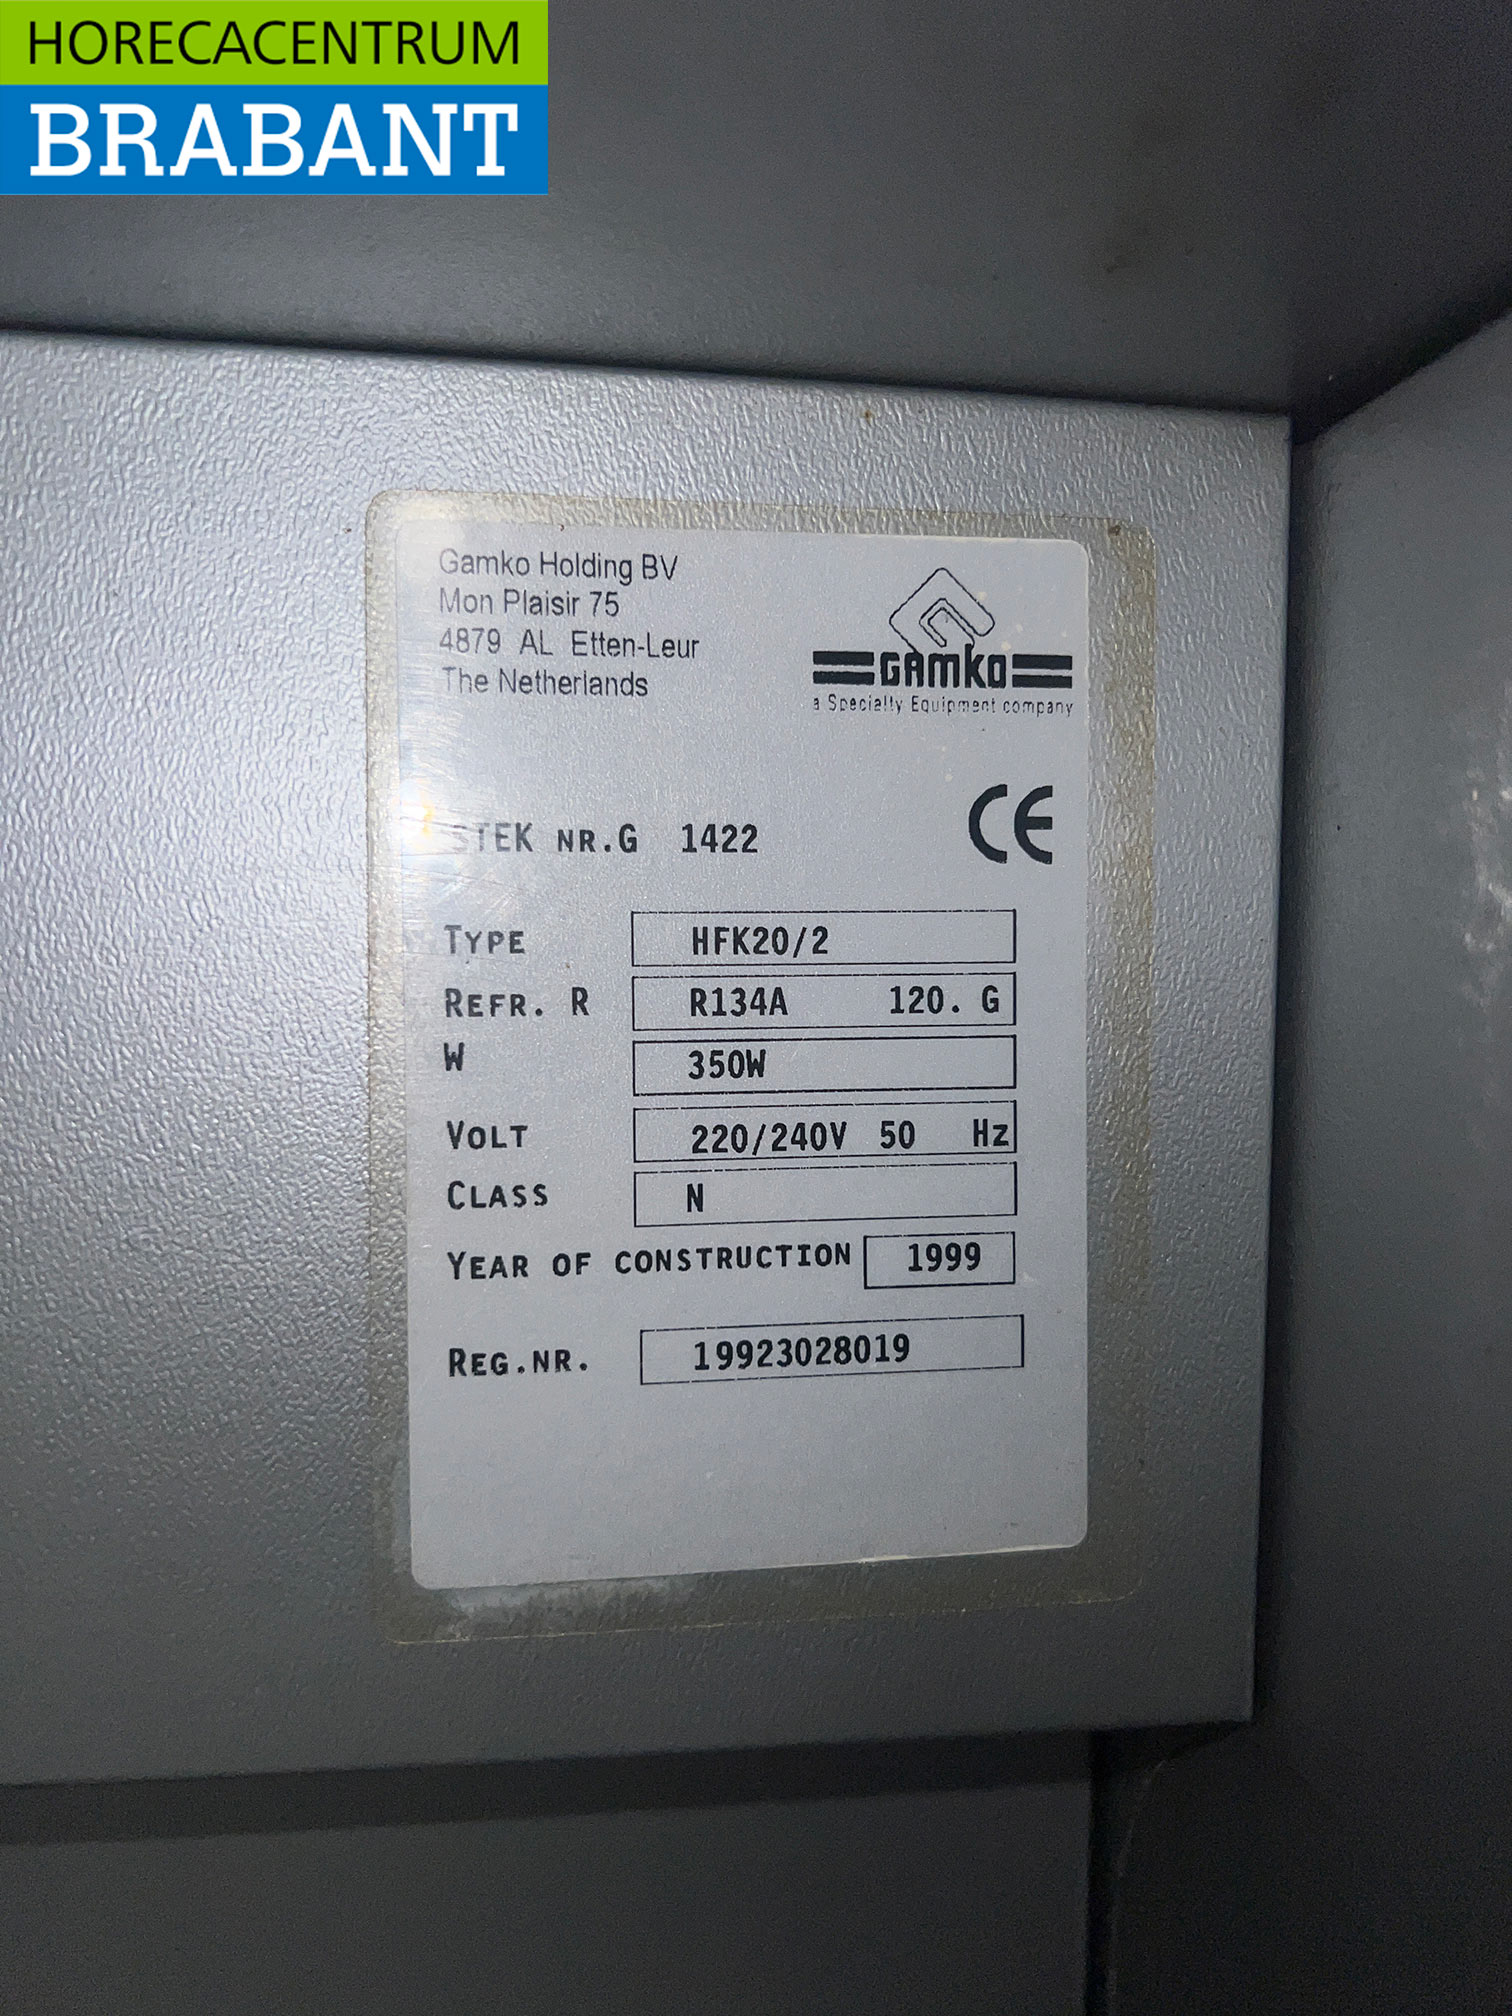 HORECACENTRUM
BRABANT
Gamko Holding BV
Mon Plaisir 75
4879 AL Etten-Leur
The Netherlands
GAMKO
a Specialty Equipment company
CE
STEK NR.G 1422
TYPE HFK20/2
REFR. R R134A 120. G
W 350W
VOLT 220/240V 50 Hz
CLASS N
YEAR OF CONSTRUCTION 1999
REG.NR. 19923028019